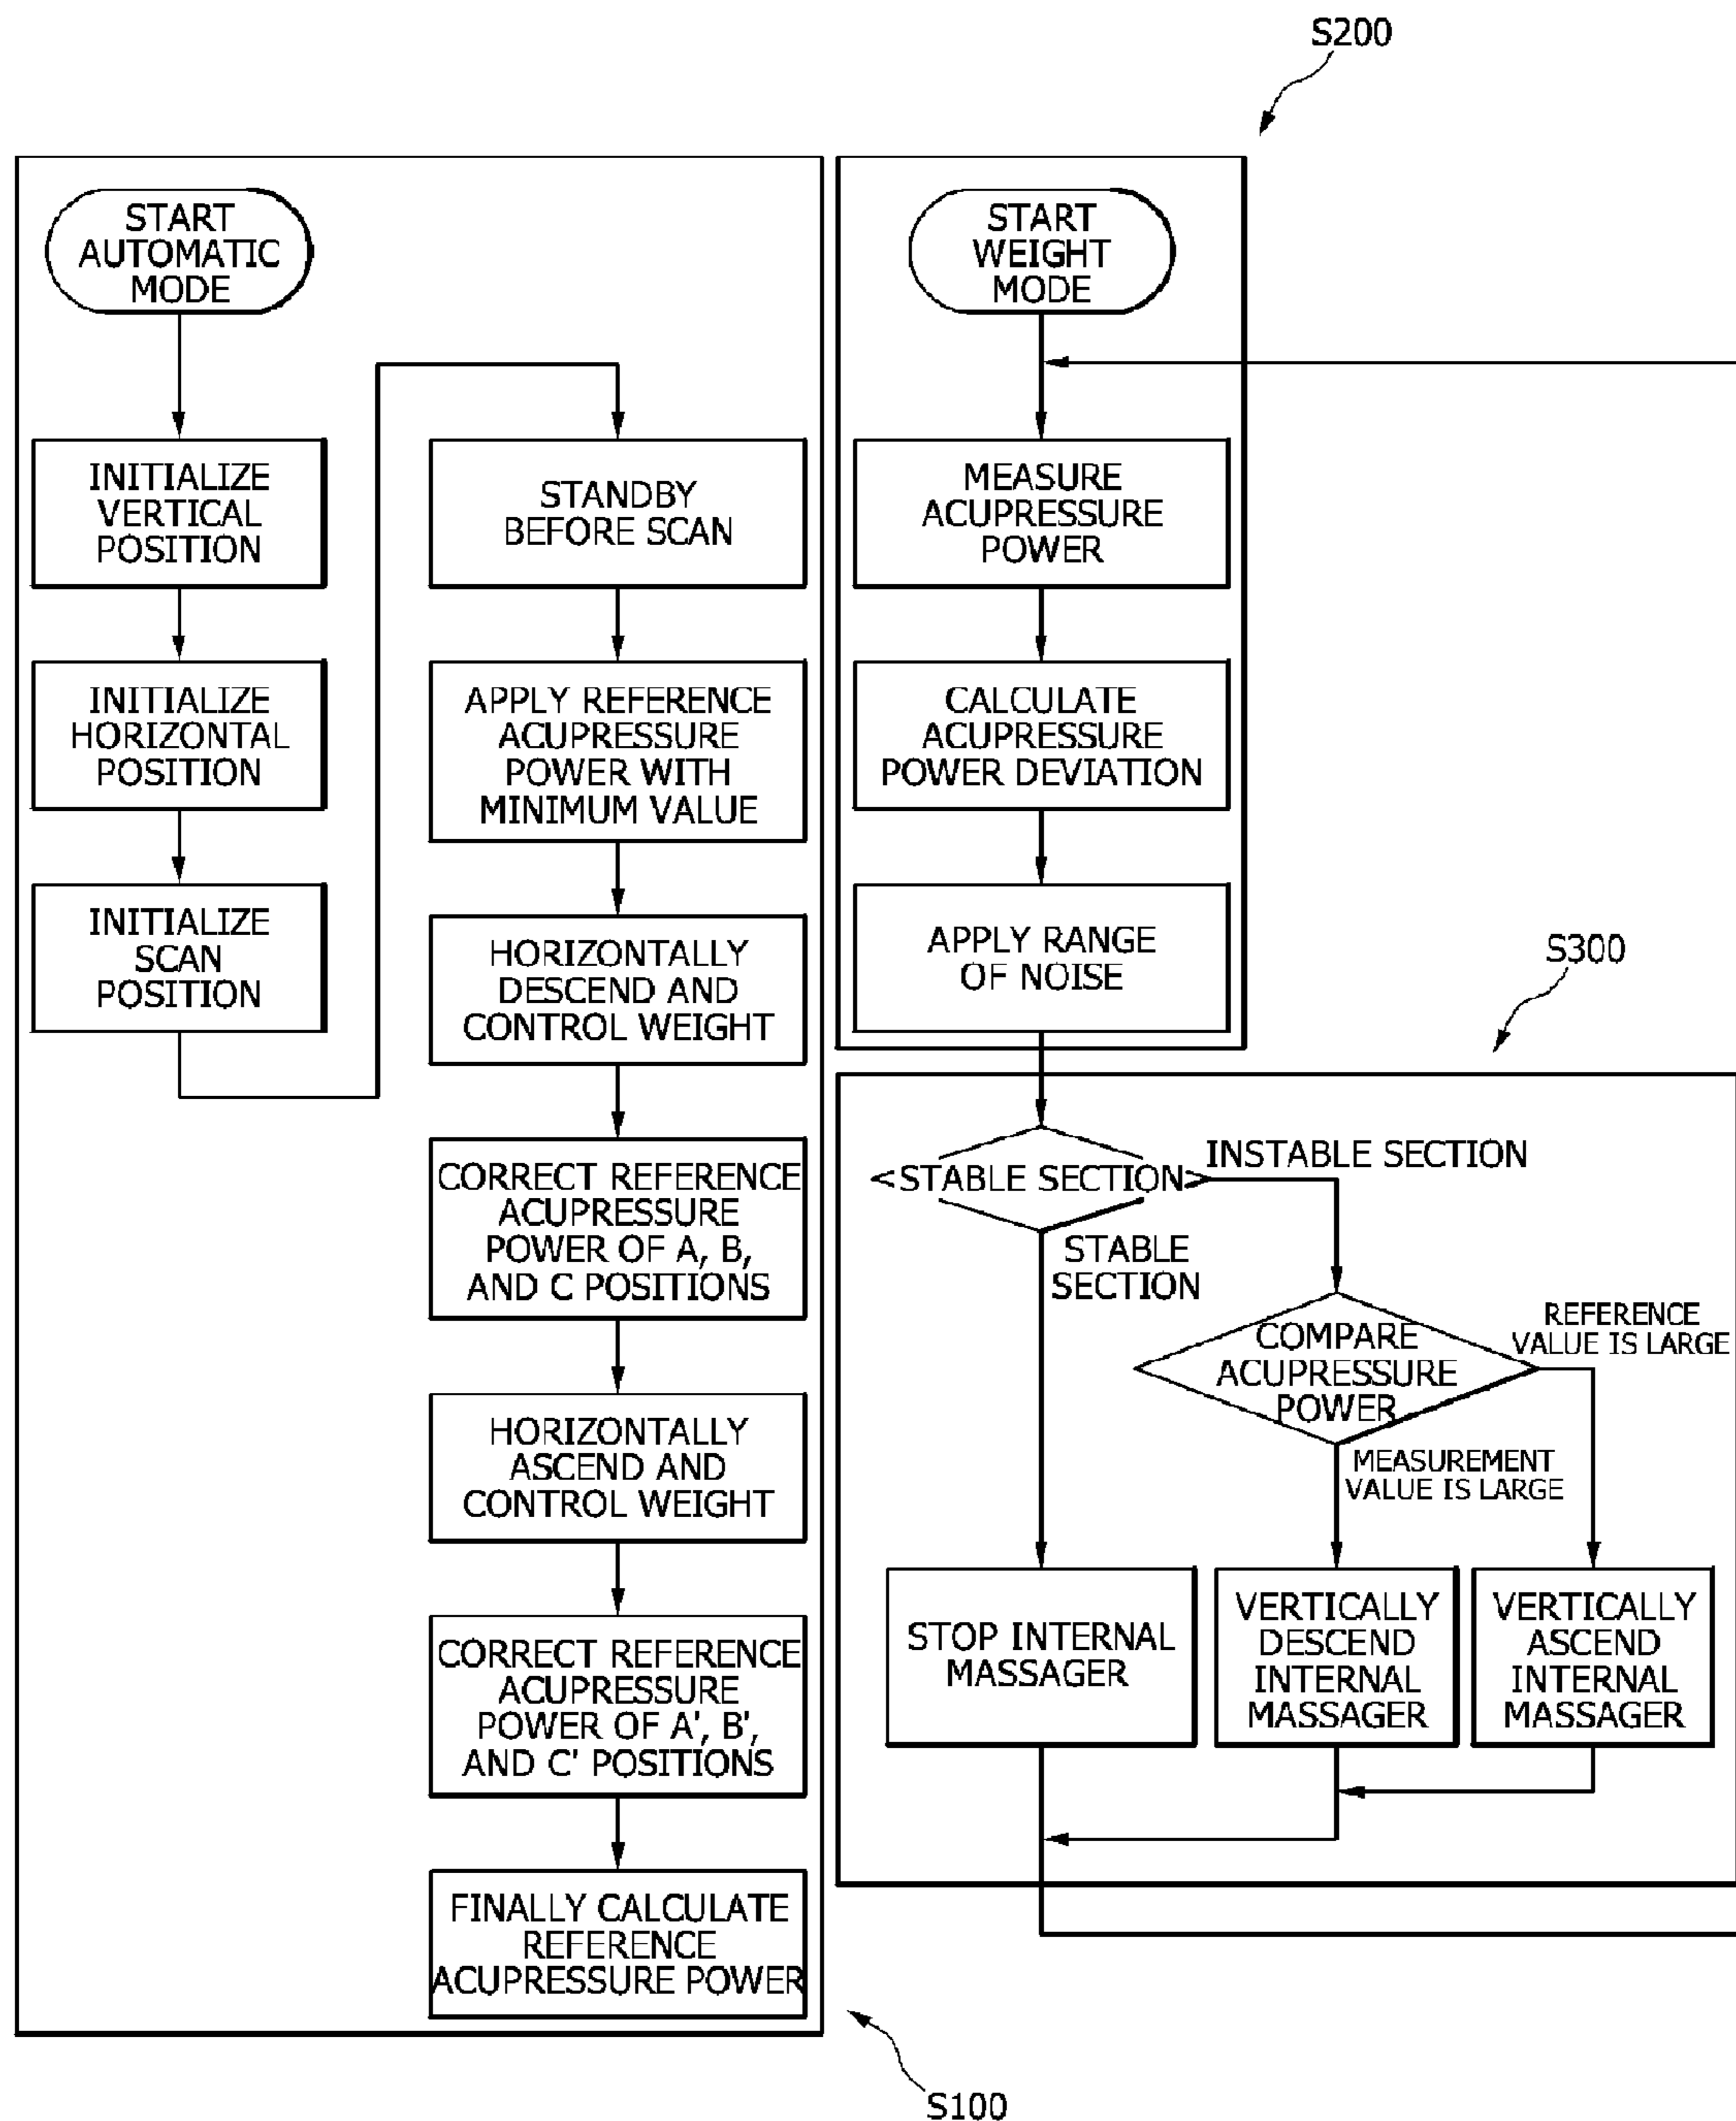 S200
START
AUTOMATIC
MODE
INITIALIZE
VERTICAL
POSITION
INITIALIZE
HORIZONTAL
POSITION
INITIALIZE
SCAN
POSITION
STANDBY
BEFORE SCAN
APPLY REFERENCE
ACUPRESSURE
POWER WITH
MINIMUM VALUE
HORIZONTALLY
DESCEND AND
CONTROL WEIGHT
CORRECT REFERENCE
ACUPRESSURE
POWER OF A, B,
AND C POSITIONS
HORIZONTALLY
ASCEND AND
CONTROL WEIGHT
CORRECT REFERENCE
ACUPRESSURE
POWER OF A', B',
AND C' POSITIONS
FINALLY CALCULATE
REFERENCE
ACUPRESSURE POWER
S100
START
WEIGHT
MODE
MEASURE
ACUPRESSURE
POWER
CALCULATE
ACUPRESSURE
POWER DEVIATION
APPLY RANGE
OF NOISE
S300
STABLE SECTION
INSTABLE SECTION
STABLE
SECTION
COMPARE
ACUPRESSURE
POWER
REFERENCE
VALUE IS LARGE
MEASUREMENT
VALUE IS LARGE
STOP INTERNAL
MASSAGER
VERTICALLY
DESCEND
INTERNAL
MASSAGER
VERTICALLY
ASCEND
INTERNAL
MASSAGER